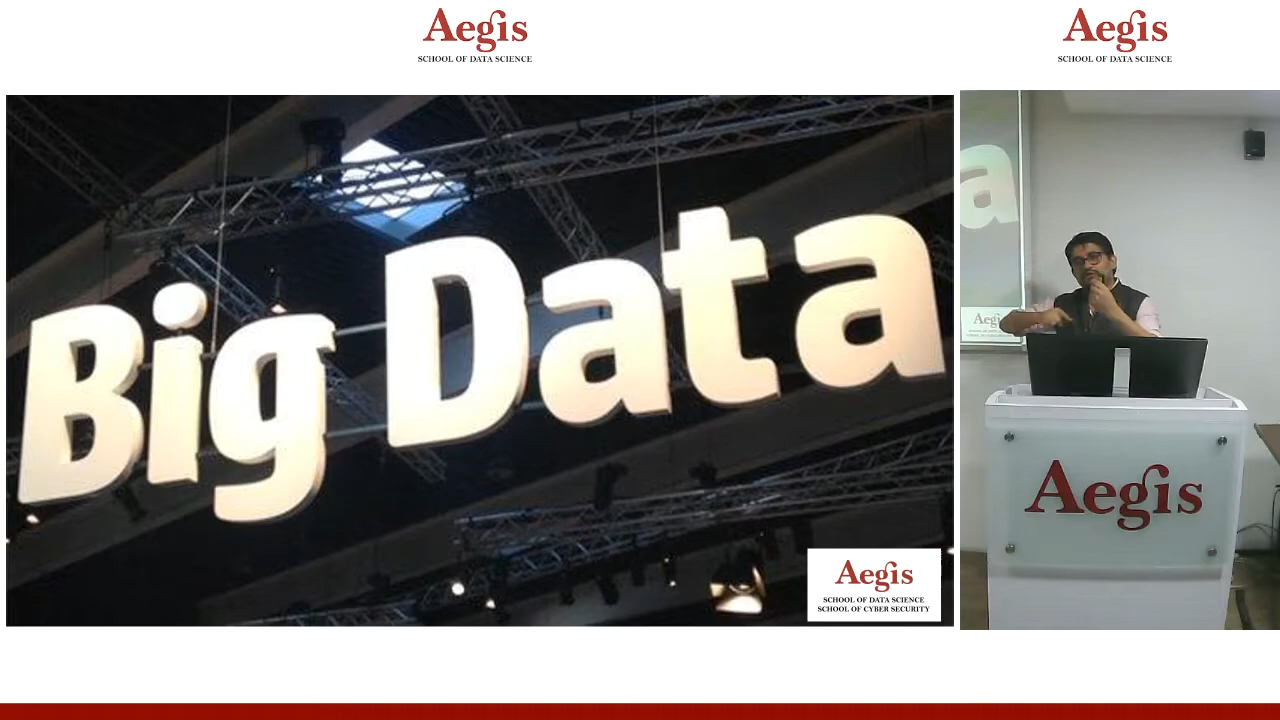 Aegis
SCHOOL OF DATA SCIENCE
Aegis
SCHOOL OF DATA SCIENCE
Big Data
Aegis
SCHOOL OF DATA SCIENCE
SCHOOL OF CYBER SECURITY
a
Aegis
Aegis